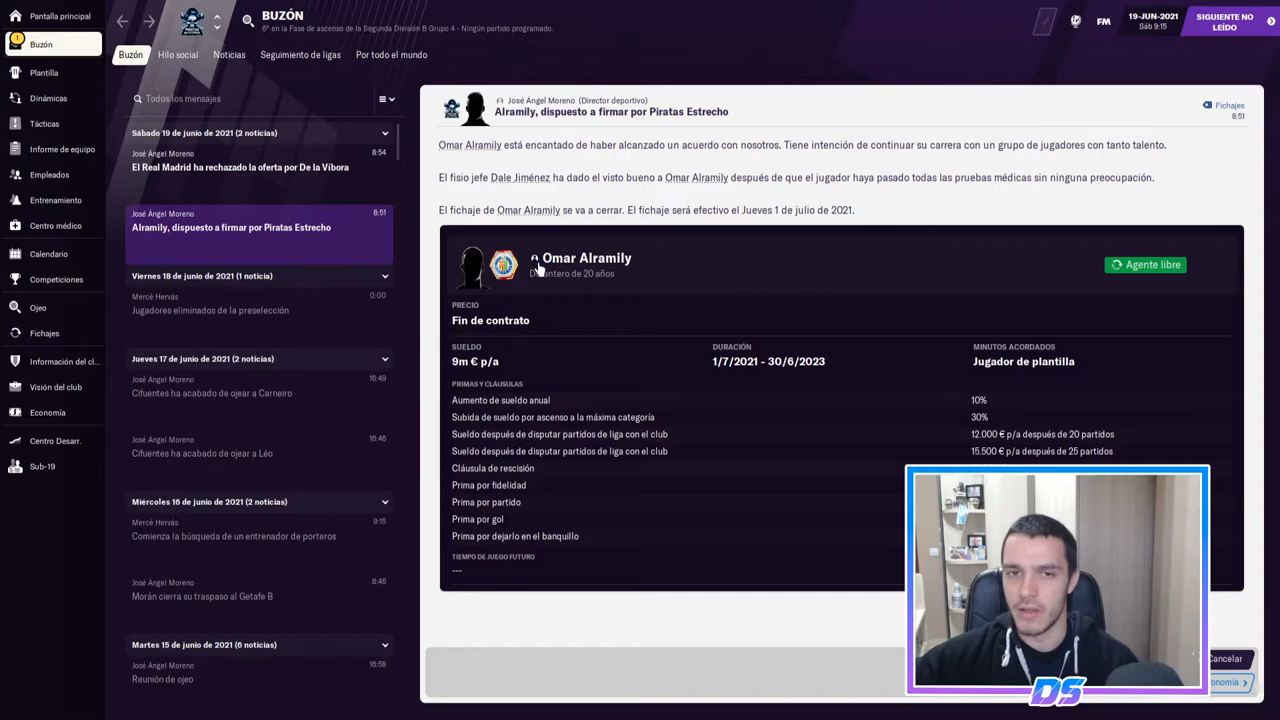 Pantalla principal
1
Buzón
Plantilla
Dinámicas
Tácticas
Informe de equipo
Empleados
Entrenamiento
Centro médico
Calendario
Competiciones
Ojeo
Fichajes
Información del cl...
Visión del club
Economía
Centro Desarr.
Sub-19
BUZÓN
6º en la Fase de ascenso de la Segunda División B Grupo 4 - Ningún partido programado.
FM
19-JUN-2021
Sáb 9:15
SIGUIENTE NO
LEÍDO
Buzón
Hilo social
Noticias
Seguimiento de ligas
Por todo el mundo
Todos los mensajes
Sábado 19 de junio de 2021 (2 noticias)
José Ángel Moreno 8:54
El Real Madrid ha rechazado la oferta por De la Víbora
José Ángel Moreno 8:51
Alramily, dispuesto a firmar por Piratas Estrecho
Viernes 18 de junio de 2021 (1 noticia)
Mercè Hervás 0:00
Jugadores eliminados de la preselección
Jueves 17 de junio de 2021 (2 noticias)
José Ángel Moreno 16:49
Cifuentes ha acabado de ojear a Carneiro
José Ángel Moreno 16:46
Cifuentes ha acabado de ojear a Léo
Miércoles 16 de junio de 2021 (2 noticias)
Mercè Hervás 9:15
Comienza la búsqueda de un entrenador de porteros
José Ángel Moreno 8:46
Morán cierra su traspaso al Getafe B
Martes 15 de junio de 2021 (6 noticias)
José Ángel Moreno 16:58
Reunión de ojeo
José Ángel Moreno (Director deportivo)
Alramily, dispuesto a firmar por Piratas Estrecho
Fichajes
8:51
Omar Alramily está encantado de haber alcanzado un acuerdo con nosotros. Tiene intención de continuar su carrera con un grupo de jugadores con tanto talento.
El fisio jefe Dale Jiménez ha dado el visto bueno a Omar Alramily después de que el jugador haya pasado todas las pruebas médicas sin ninguna preocupación.
El fichaje de Omar Alramily se va a cerrar. El fichaje será efectivo el Jueves 1 de julio de 2021.
Omar Alramily
de 20 años
Agente libre
PRECIO
Fin de contrato
SUELDO
9m € p/a
DURACIÓN
1/7/2021 - 30/6/2023
MINUTOS ACORDADOS
Jugador de plantilla
PRIMAS Y CLÁUSULAS
Aumento de sueldo anual 10%
Subida de sueldo por ascenso a la máxima categoría 30%
Sueldo después de disputar partidos de liga con el club 12.000 € p/a después de 20 partidos
Sueldo después de disputar partidos de liga con el club 15.500 € p/a después de 25 partidos
Cláusula de rescisión
Prima por fidelidad
Prima por partido
Prima por gol
Prima por dejarlo en el banquillo
TIEMPO DE JUEGO FUTURO
---
Cancelar
DS